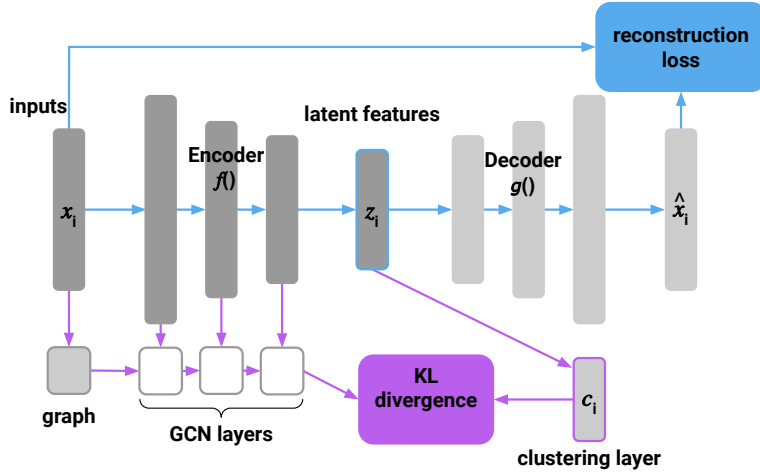 reconstruction
loss
inputs
latent features
Encoder
f()
Decoder
g()
x_i
z_i
x̂_i
KL
divergence
c_i
graph
GCN layers
clustering layer